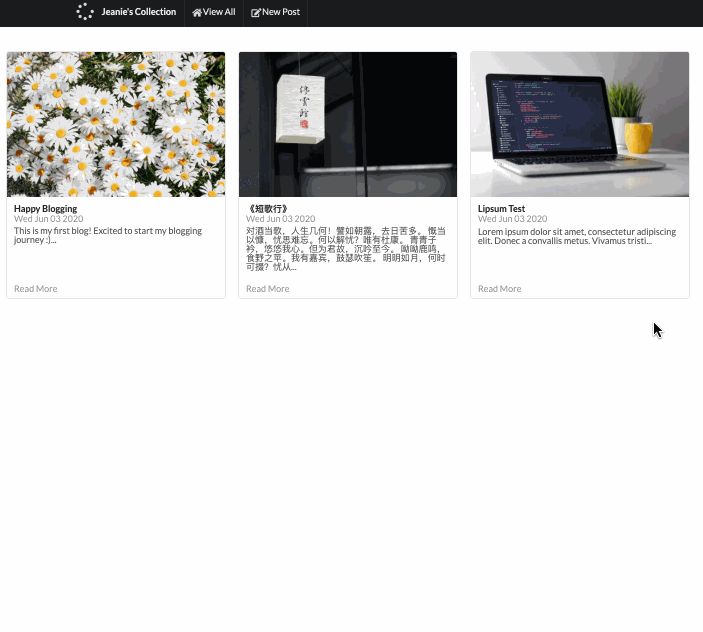 Jeanie's Collection View All New Post
Happy Blogging
Wed Jun 03 2020
This is my first blog! Excited to start my blogging
journey :)...
Read More
《短歌行》
Wed Jun 03 2020
对酒当歌，人生几何！譬如朝露，去日苦多。 慨当
以慷，忧思难忘。何以解忧？唯有杜康。 青青子
衿，悠悠我心。但为君故，沉吟至今。 呦呦鹿鸣，
食野之苹。我有嘉宾，鼓瑟吹笙。 明明如月，何时
可掇？忧从...
Read More
Lipsum Test
Wed Jun 03 2020
Lorem ipsum dolor sit amet, consectetur adipiscing
elit. Donec a convallis metus. Vivamus tristi...
Read More